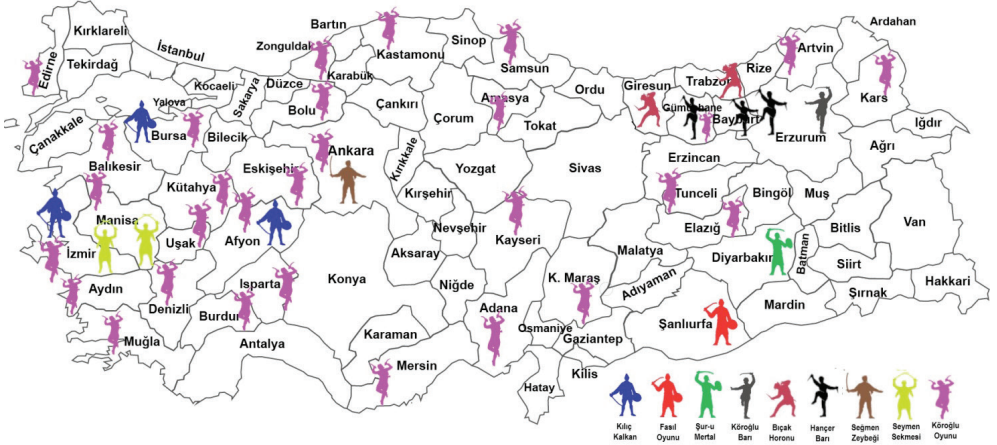 Ardahan
Bartın
Kırklareli
Sinop
Kastamonu
Artvin
Zonguldak
İstanbul
Edirne
Tekirdağ
Samsun
Rize
Karabük
Trabzon
Düzce
Kocaeli
Giresun
Ordu
Kars
Sakarya
Amasya
Yalova
Bolu
Çankırı
Gümüşhane
Bayburt
Çorum
Iğdır
Çanakkale
Bursa
Bilecik
Tokat
Erzurum
Ağrı
Ankara
Kırıkkale
Erzincan
Balıkesir
Eskişehir
Yozgat
Sivas
Kütahya
Kırşehir
Tunceli
Bingöl
Muş
Manisa
Nevşehir
Van
Uşak
Afyon
Kayseri
Elazığ
Bitlis
İzmir
Aksaray
Malatya
Diyarbakır
Batman
Siirt
Konya
K. Maraş
Isparta
Niğde
Adıyaman
Hakkari
Aydın
Şırnak
Denizli
Burdur
Adana
Mardin
Osmaniye
Şanlıurfa
Karaman
Gaziantep
Muğla
Antalya
Mersin
Kilis
Hatay
Kılıç
Kalkan
Fasıl
Oyunu
Şur-u
Mertal
Köroğlu
Barı
Bıçak
Horonu
Hançer
Barı
Seğmen
Zeybeği
Seymen
Sekmesi
Köroğlu
Oyunu